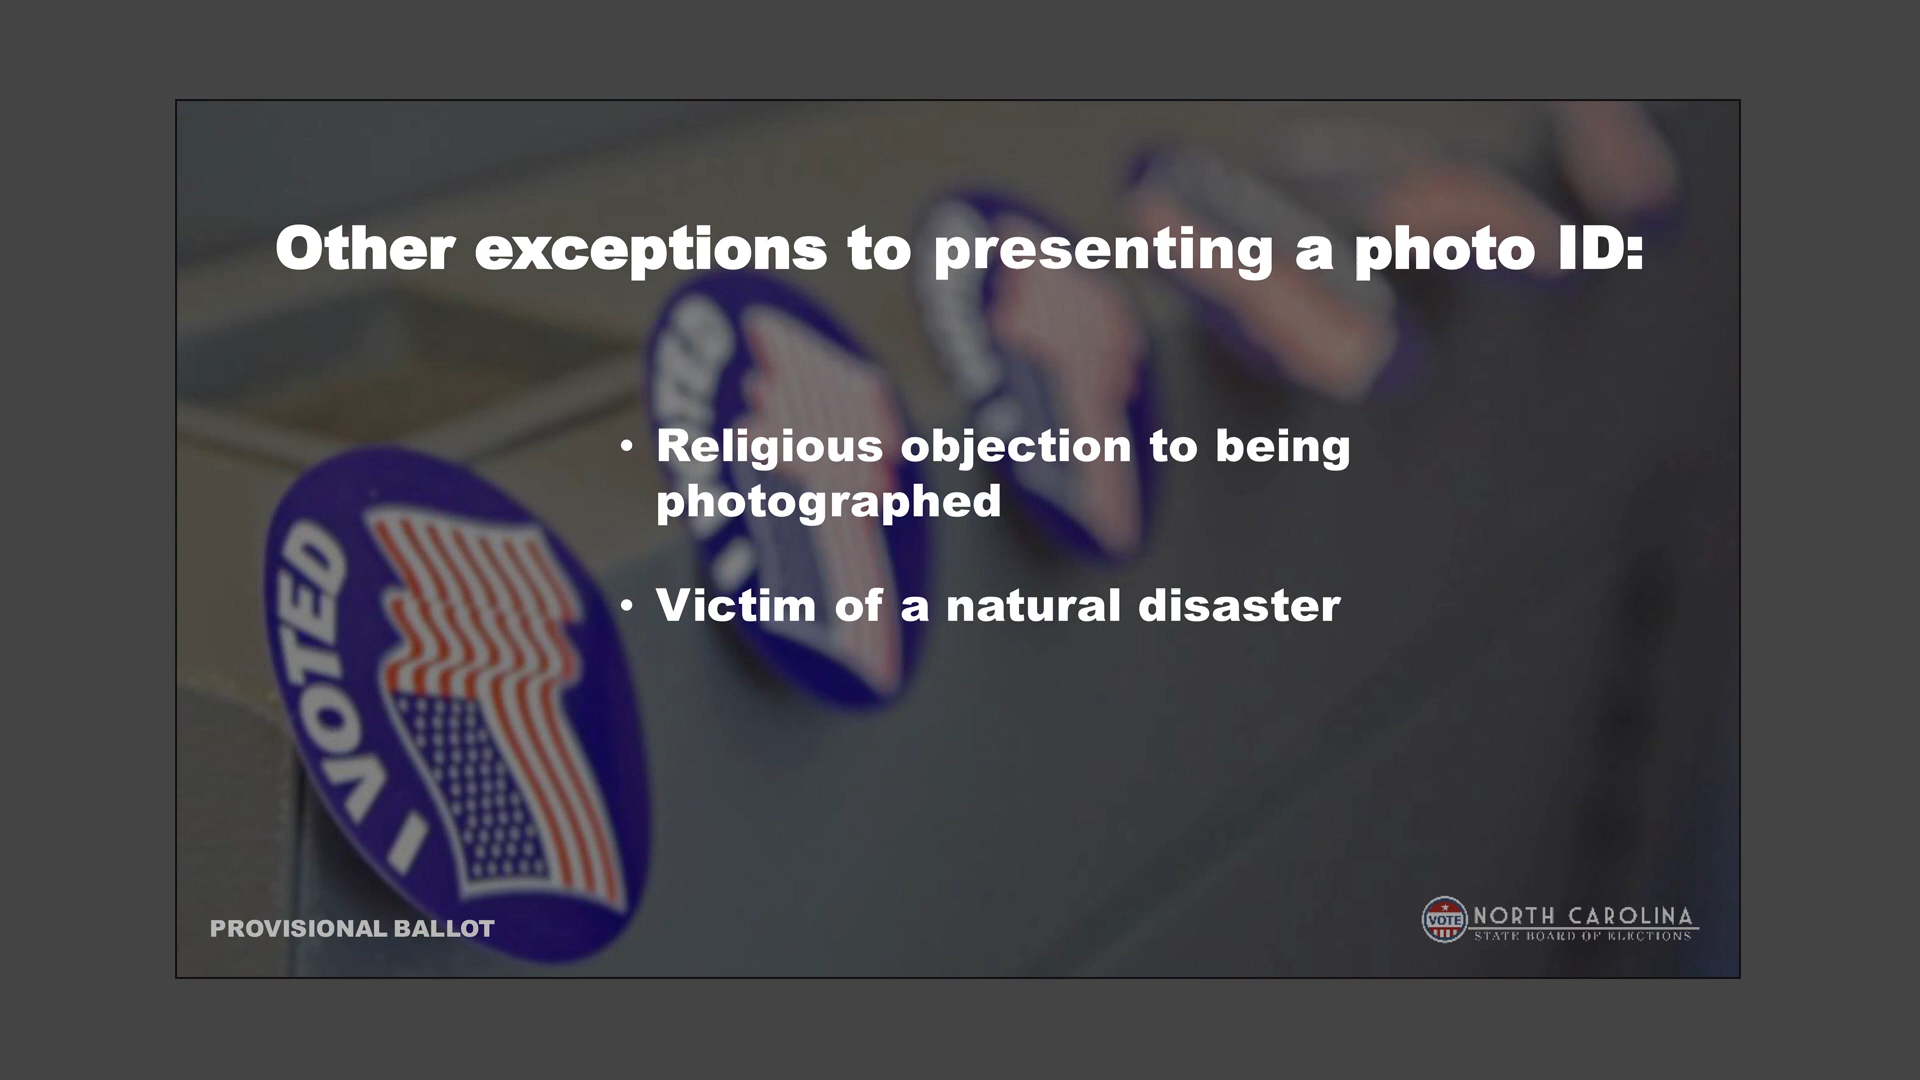 Other exceptions to presenting a photo ID:
• Religious objection to being
photographed
• Victim of a natural disaster
I VOTED
PROVISIONAL BALLOT
VOTE
NORTH CAROLINA
STATE BOARD OF ELECTIONS